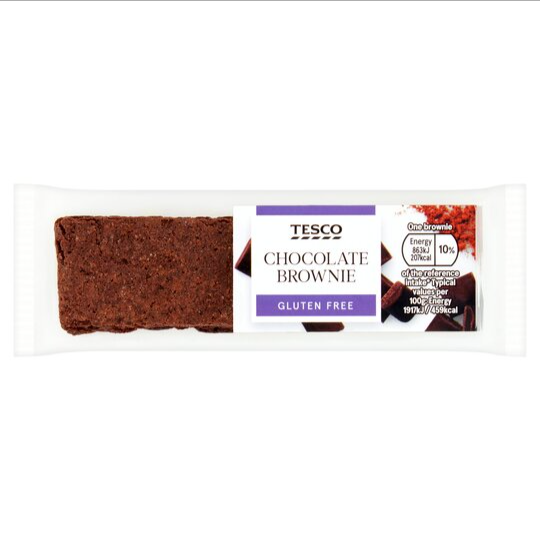 TESCO
CHOCOLATE
BROWNIE
GLUTEN FREE
One brownie
Energy
863kJ
207kcal
10%
of the reference
intake* Typical
values per
100g: Energy
1917kJ / 459kcal